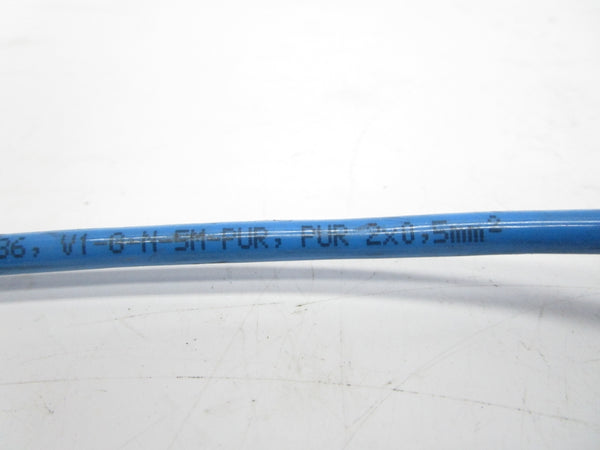 36, V1-G-N-5M-PUR, PUR 2x0,5mm²